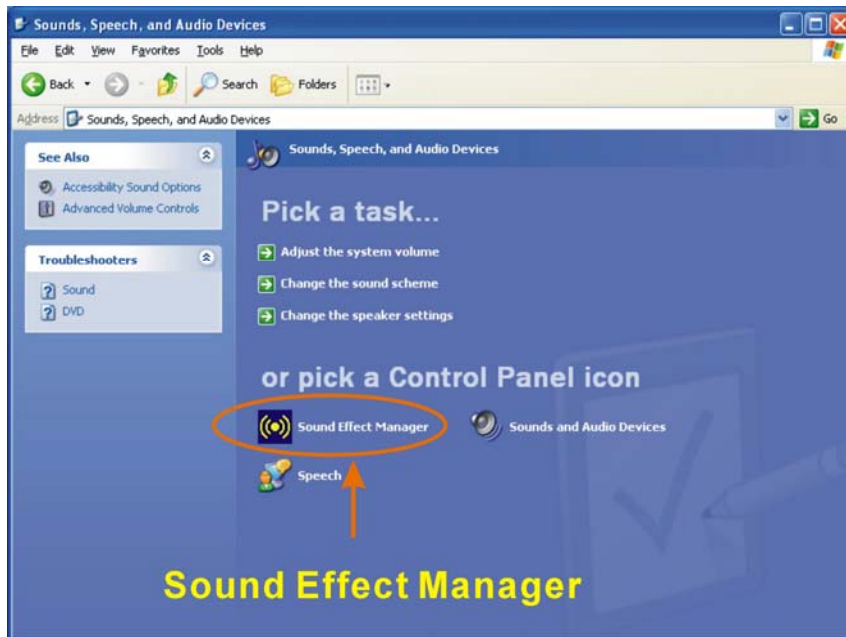 Sounds, Speech, and Audio Devices
File Edit View Favorites Tools Help
Back Search Folders
Address Sounds, Speech, and Audio Devices Go
See Also
Accessibility Sound Options
Advanced Volume Controls
Troubleshooters
Sound
DVD
Sounds, Speech, and Audio Devices
Pick a task...
Adjust the system volume
Change the sound scheme
Change the speaker settings
or pick a Control Panel icon
Sound Effect Manager Sounds and Audio Devices
Speech
Sound Effect Manager